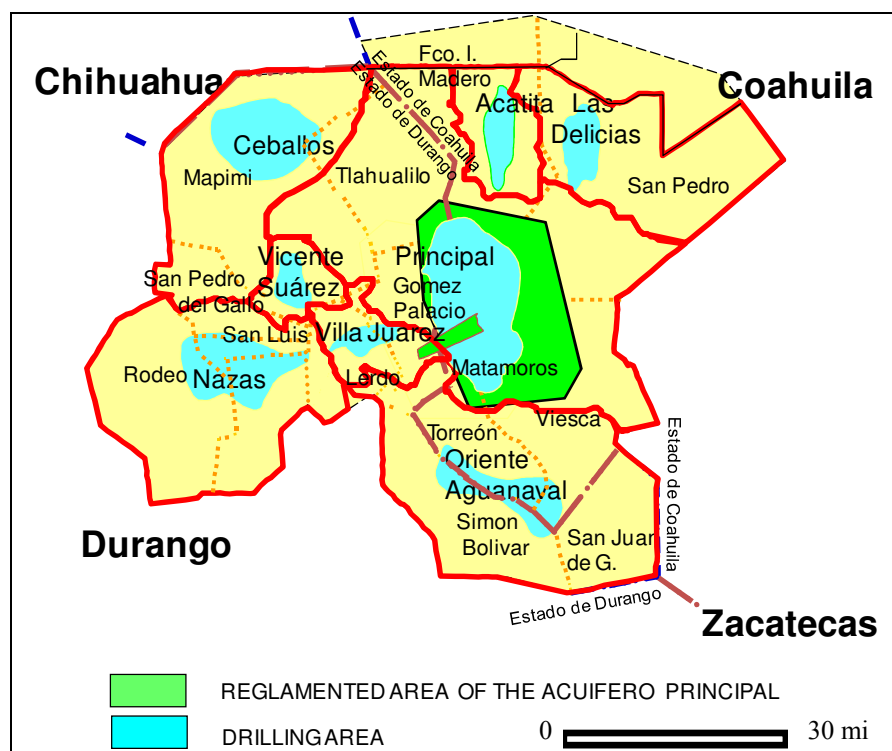 Fco. I.
Madero
Chihuahua
Coahuila
Estado de Coahuila
Estado de Durango
Acatita
Las
Delicias
Ceballos
Mapimi
Tlahualilo
San Pedro
Vicente
Suárez
Principal
San Pedro
del Gallo
Gomez
Palacio
San Luis
Villa Juarez
Rodeo
Nazas
Lerdo
Matamoros
Viesca
Torreón
Oriente
Aguanaval
Simon
Bolivar
San Juan
de G.
Estado de Coahuila
Estado de Durango
Durango
Zacatecas
REGLAMENTED AREA OF THE ACUIFERO PRINCIPAL
DRILLING AREA
0 30 mi